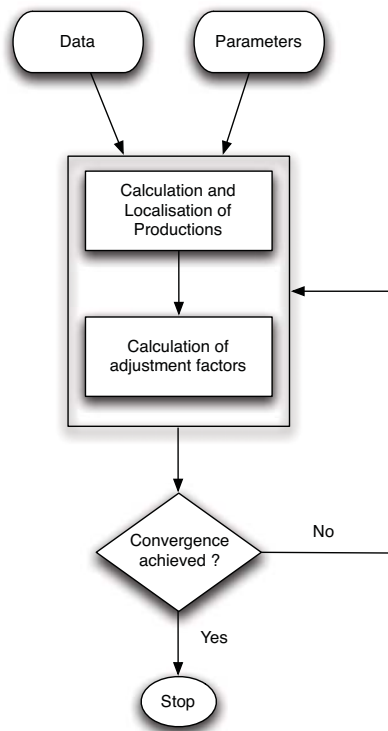 Data
Parameters
Calculation and
Localisation of
Productions
Calculation of
adjustment factors
Convergence
achieved ?
No
Yes
Stop